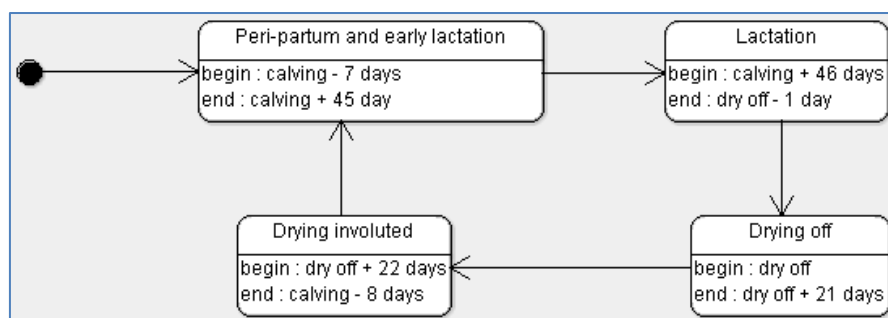 Peri-partum and early lactation
begin : calving - 7 days
end : calving + 45 day
Lactation
begin : calving + 46 days
end : dry off - 1 day
Drying involuted
begin : dry off + 22 days
end : calving - 8 days
Drying off
begin : dry off
end : dry off + 21 days